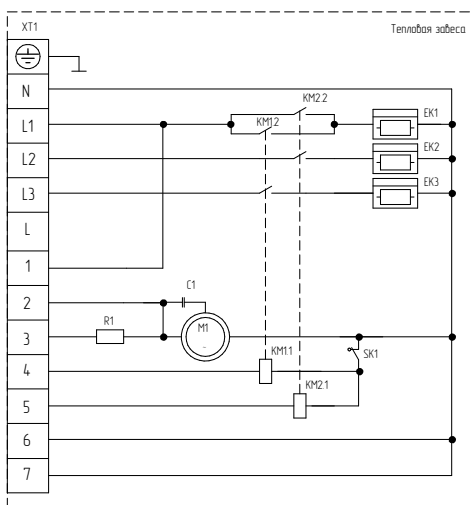 XT1
Тепловая завеса
N
KM2.2
L1
KM1.2
EK1
L2
EK2
L3
EK3
L
1
C1
2
R1
M1
3
~
KM1.1
SK1
4
KM2.1
5
6
7